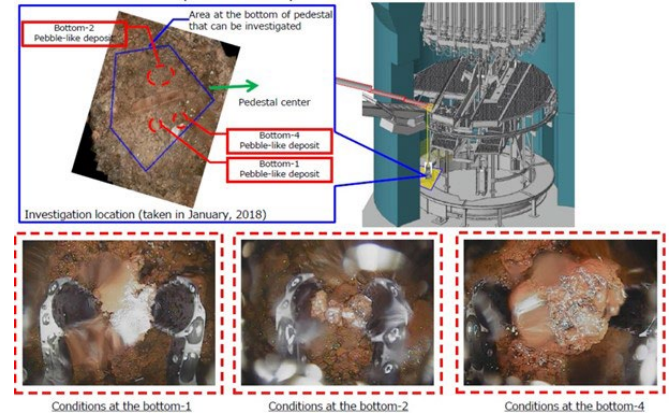 Area at the bottom of pedestal
that can be investigated
Bottom-2
Pebble-like deposit
Pedestal center
Bottom-4
Pebble-like deposit
Bottom-1
Pebble-like deposit
Investigation location (taken in January, 2018)
Conditions at the bottom-1
Conditions at the bottom-2
Conditions at the bottom-4